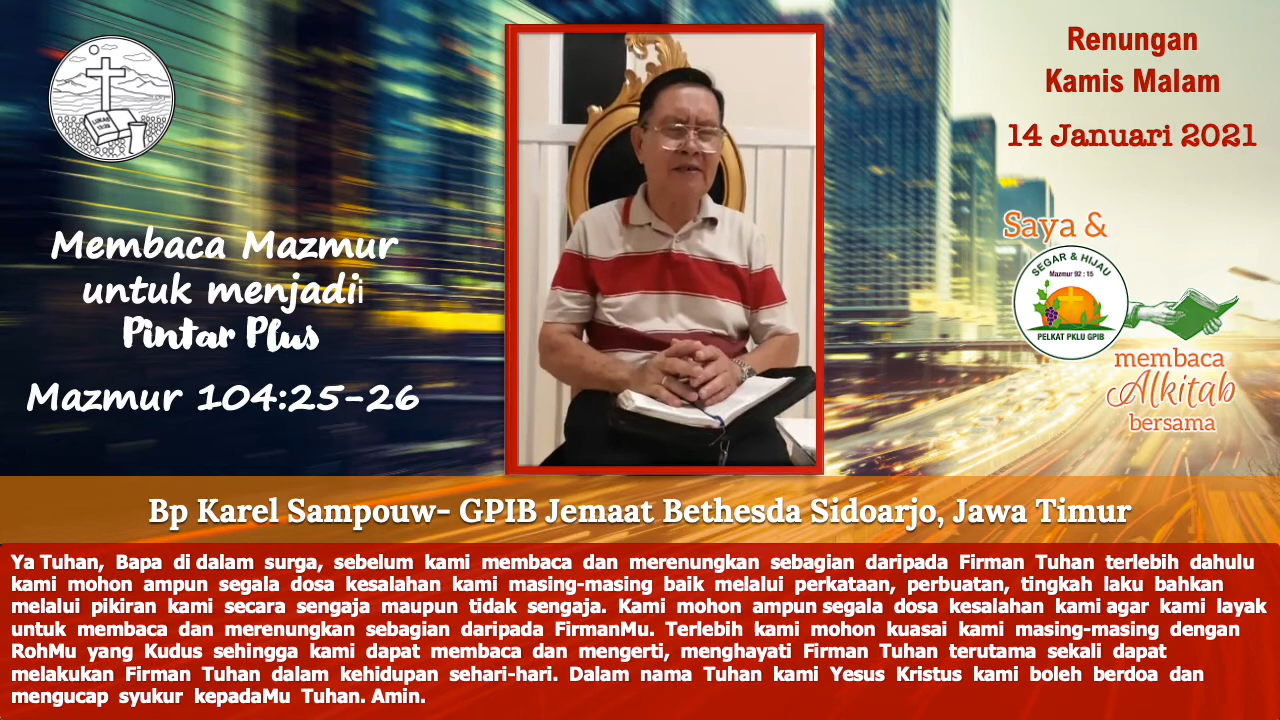 LUKAS
Membaca Mazmur
untuk menjadii
Pintar Plus
Mazmur 104:25-26
Renungan
Kamis Malam
14 Januari 2021
Saya &
SEGAR & HIJAU
Mazmur 92 : 15
PELKAT PKLU GPIB
membaca
Alkitab
bersama
Bp Karel Sampouw- GPIB Jemaat Bethesda Sidoarjo, Jawa Timur
Ya Tuhan, Bapa di dalam surga, sebelum kami membaca dan merenungkan sebagian daripada Firman Tuhan terlebih dahulu
kami mohon ampun segala dosa kesalahan kami masing-masing baik melalui perkataan, perbuatan, tingkah laku bahkan
melalui pikiran kami secara sengaja maupun tidak sengaja. Kami mohon ampun segala dosa kesalahan kami agar kami layak
untuk membaca dan merenungkan sebagian daripada FirmanMu. Terlebih kami mohon kuasai kami masing-masing dengan
RohMu yang Kudus sehingga kami dapat membaca dan mengerti, menghayati Firman Tuhan terutama sekali dapat
melakukan Firman Tuhan dalam kehidupan sehari-hari. Dalam nama Tuhan kami Yesus Kristus kami boleh berdoa dan
mengucap syukur kepadaMu Tuhan. Amin.